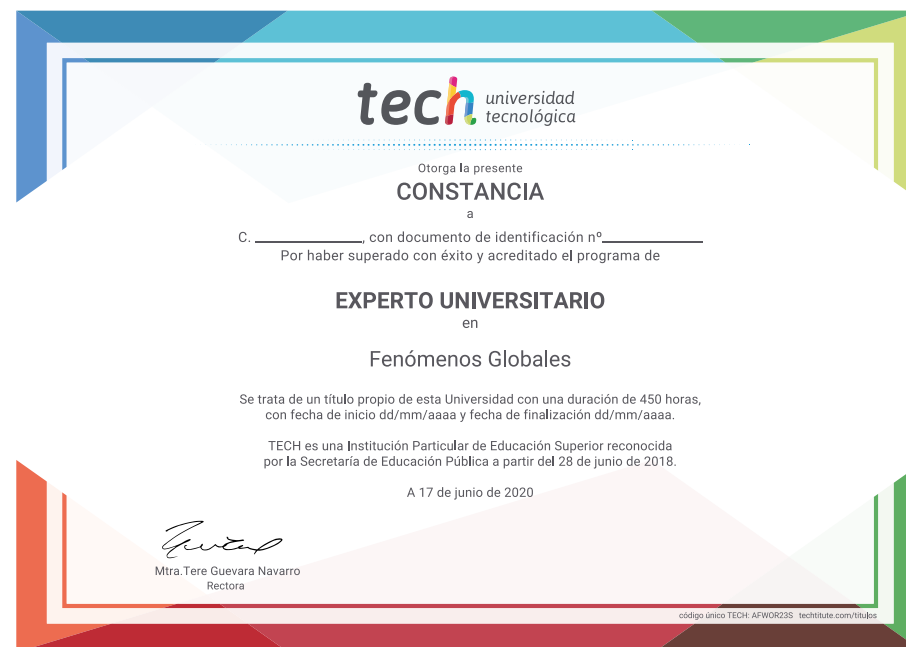 tech universidad
tecnológica
Otorga la presente
CONSTANCIA
a
C. ____________, con documento de identificación nº____________
Por haber superado con éxito y acreditado el programa de
EXPERTO UNIVERSITARIO
en
Fenómenos Globales
Se trata de un título propio de esta Universidad con una duración de 450 horas,
con fecha de inicio dd/mm/aaaa y fecha de finalización dd/mm/aaaa.
TECH es una Institución Particular de Educación Superior reconocida
por la Secretaría de Educación Pública a partir del 28 de junio de 2018.
A 17 de junio de 2020
Mtra.Tere Guevara Navarro
Rectora
código único TECH: AFWOR23S techtitute.com/titulos